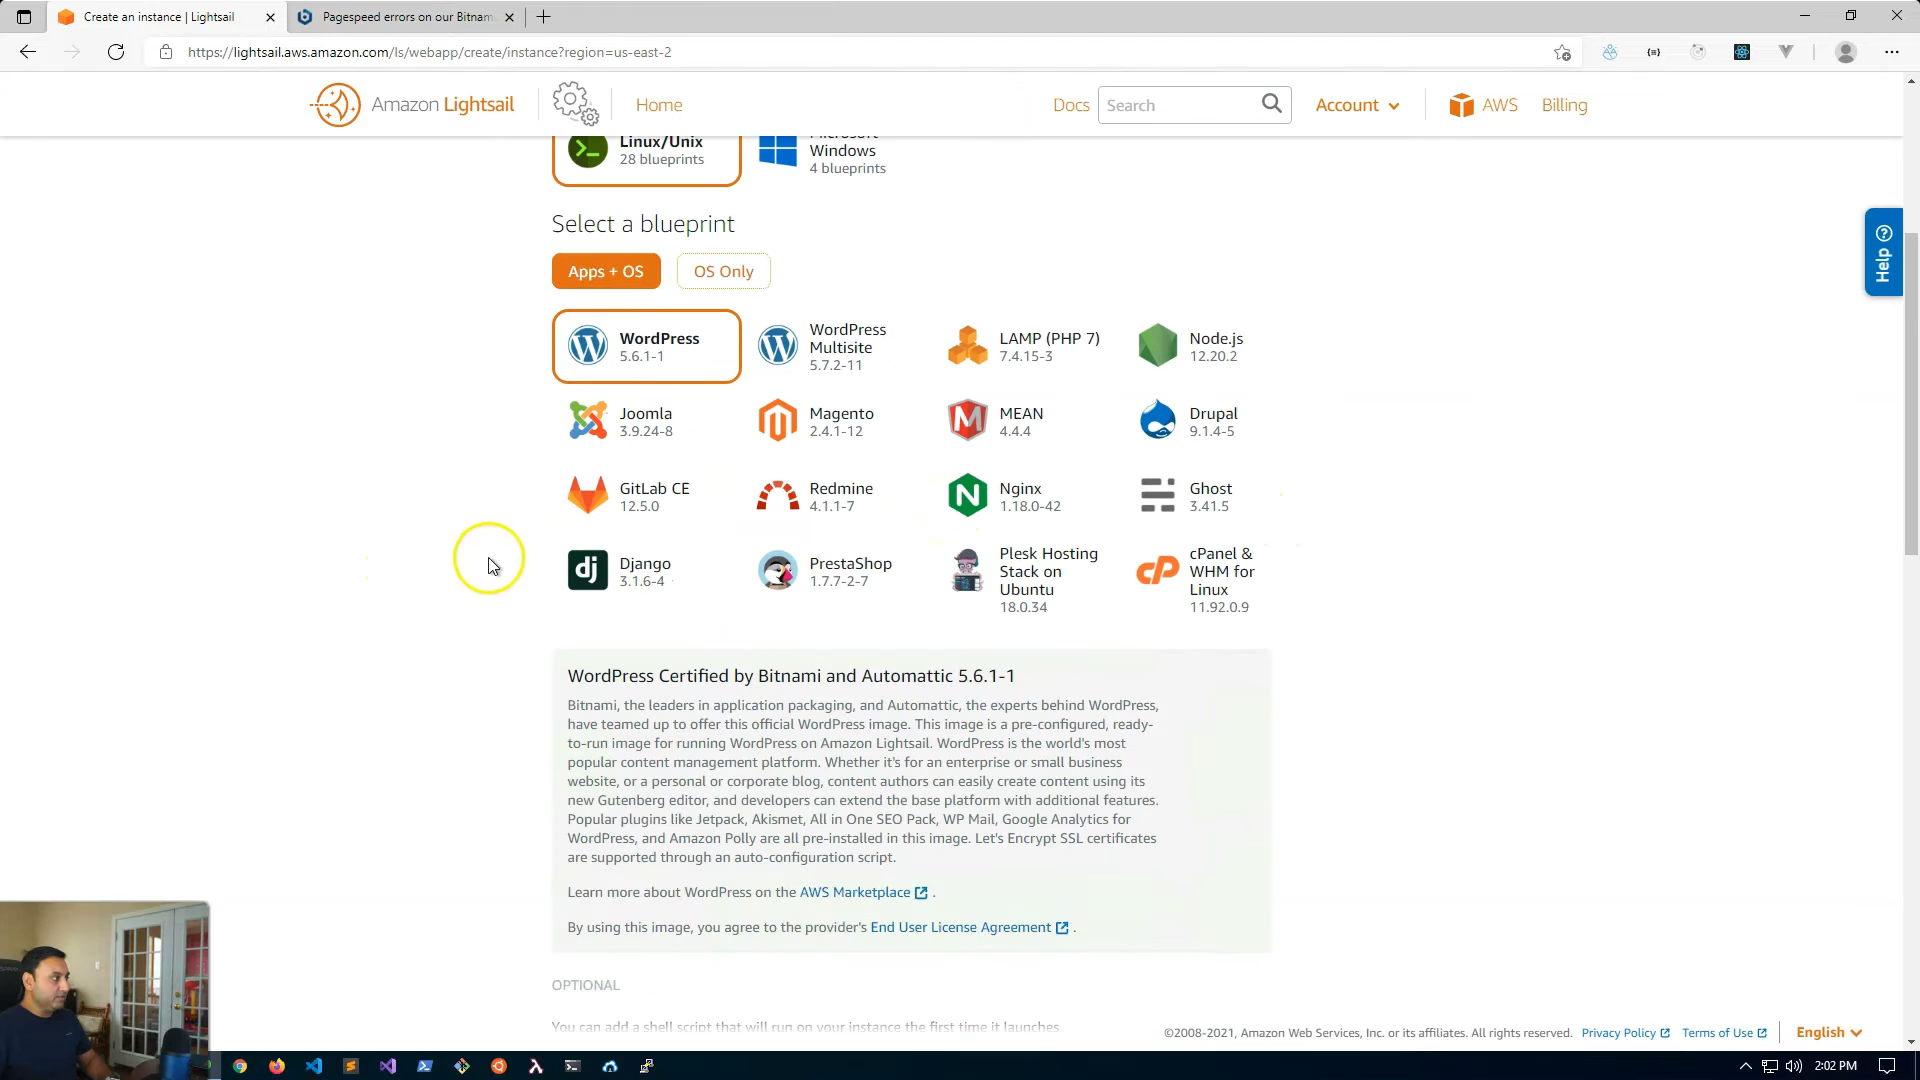 Create an instance | Lightsail
Pagespeed errors on our Bitnam
https://lightsail.aws.amazon.com/ls/webapp/create/instance?region=us-east-2
Amazon Lightsail
Home
Docs
Search
Account
AWS
Billing
Linux/Unix
28 blueprints
Microsoft
Windows
4 blueprints
Help
Select a blueprint
Apps + OS
OS Only
WordPress
5.6.1-1
WordPress
Multisite
5.7.2-11
LAMP (PHP 7)
7.4.15-3
Node.js
12.20.2
Joomla
3.9.24-8
Magento
2.4.1-12
MEAN
4.4.4
Drupal
9.1.4-5
GitLab CE
12.5.0
Redmine
4.1.1-7
Nginx
1.18.0-42
Ghost
3.41.5
dj
Django
3.1.6-4
PrestaShop
1.7.7-2-7
Plesk Hosting
Stack on
Ubuntu
18.0.34
cP
cPanel &
WHM for
Linux
11.92.0.9
WordPress Certified by Bitnami and Automattic 5.6.1-1
Bitnami, the leaders in application packaging, and Automattic, the experts behind WordPress,
have teamed up to offer this official WordPress image. This image is a pre-configured, ready-
to-run image for running WordPress on Amazon Lightsail. WordPress is the world's most
popular content management platform. Whether it's for an enterprise or small business
website, or a personal or corporate blog, content authors can easily create content using its
new Gutenberg editor, and developers can extend the base platform with additional features.
Popular plugins like Jetpack, Akismet, All in One SEO Pack, WP Mail, Google Analytics for
WordPress, and Amazon Polly are all pre-installed in this image. Let's Encrypt SSL certificates
are supported through an auto-configuration script.
Learn more about WordPress on the AWS Marketplace .
By using this image, you agree to the provider's End User License Agreement .
OPTIONAL
You can add a shell script that will run on your instance the first time it launches.
©2008-2021, Amazon Web Services, Inc. or its affiliates. All rights reserved.
Privacy Policy
Terms of Use
English
2:02 PM